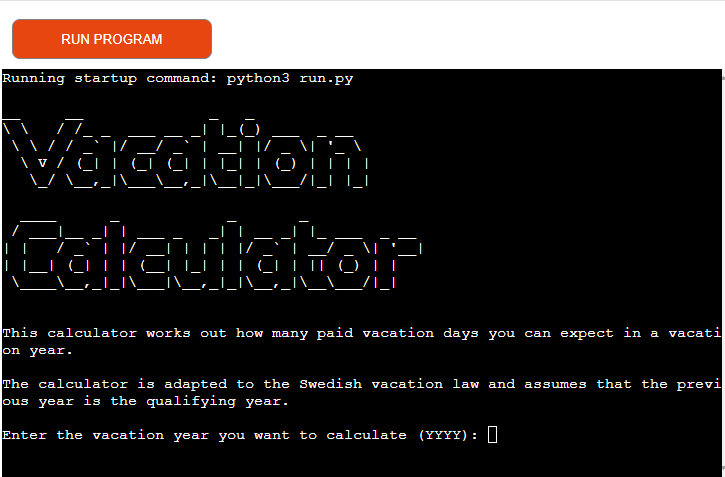 RUN PROGRAM
Running startup command: python3 run.py
Vacation
Calculator
This calculator works out how many paid vacation days you can expect in a vacati
on year.
The calculator is adapted to the Swedish vacation law and assumes that the previ
ous year is the qualifying year.
Enter the vacation year you want to calculate (YYYY):